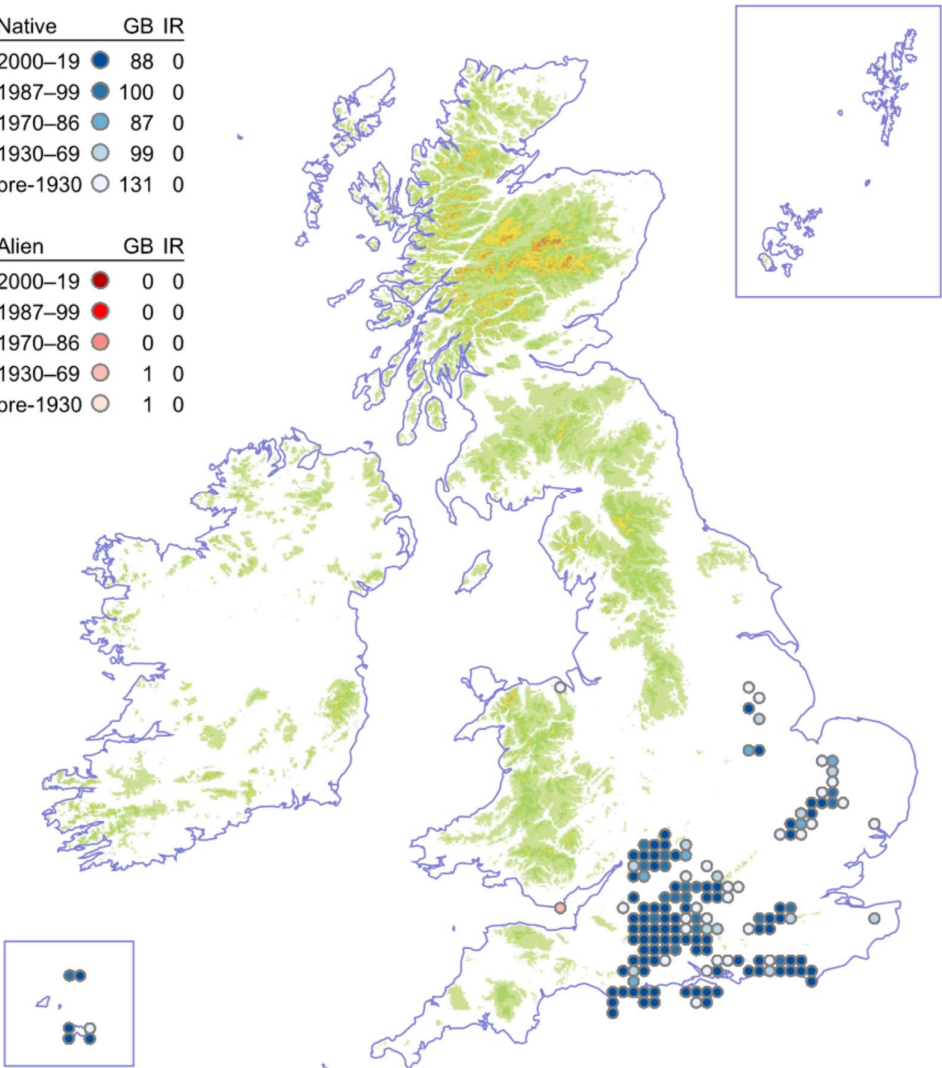 Native GB IR
2000–19 88 0
1987–99 100 0
1970–86 87 0
1930–69 99 0
pre-1930 131 0
Alien GB IR
2000–19 0 0
1987–99 0 0
1970–86 0 0
1930–69 1 0
pre-1930 1 0